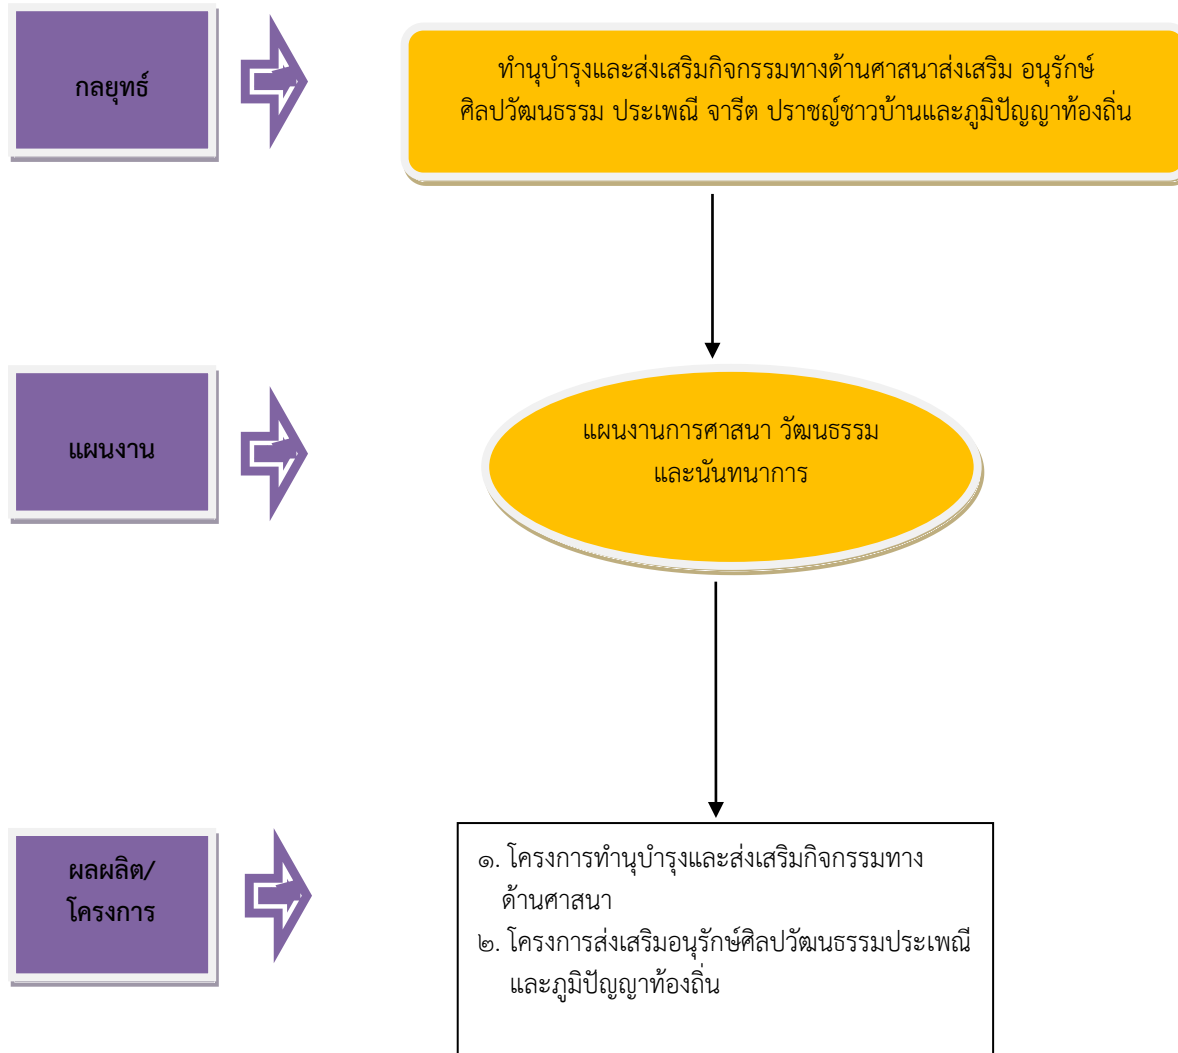 กลยุทธ์
ทำนุบำรุงและส่งเสริมกิจกรรมทางด้านศาสนาส่งเสริม อนุรักษ์
ศิลปวัฒนธรรม ประเพณี จารีต ปราชญ์ชาวบ้านและภูมิปัญญาท้องถิ่น
แผนงาน
แผนงานการศาสนา วัฒนธรรม
และนันทนาการ
ผลผลิต/
โครงการ
๑. โครงการทำนุบำรุงและส่งเสริมกิจกรรมทาง
ด้านศาสนา
๒. โครงการส่งเสริมอนุรักษ์ศิลปวัฒนธรรมประเพณี
และภูมิปัญญาท้องถิ่น